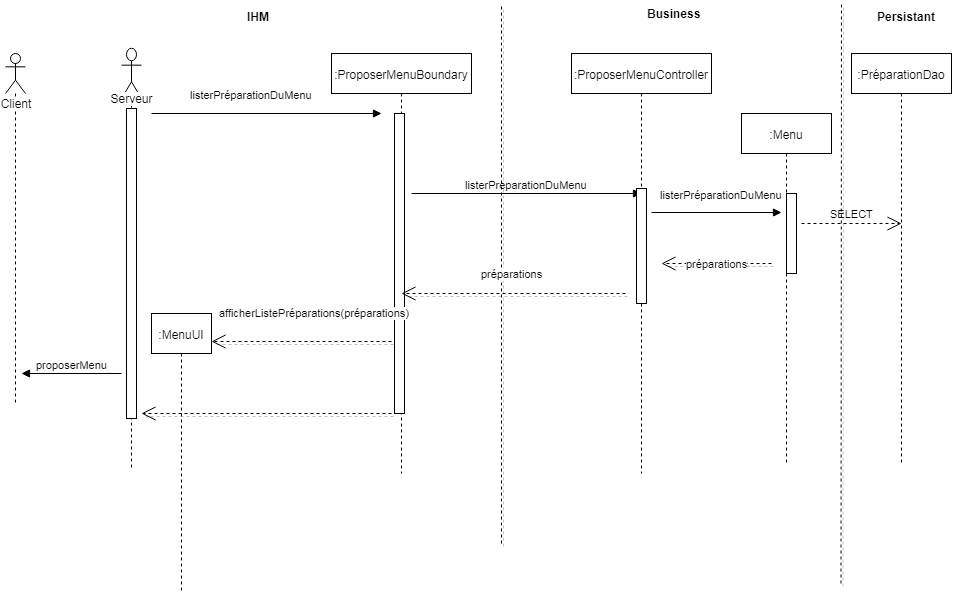 IHM
Business
Persistant
Client
Serveur
:ProposerMenuBoundary
:ProposerMenuController
:PréparationDao
:Menu
listerPréparationDuMenu
listerPréparationDuMenu
listerPréparationDuMenu
SELECT
préparations
préparations
afficherListePréparations(préparations)
:MenuUI
proposerMenu